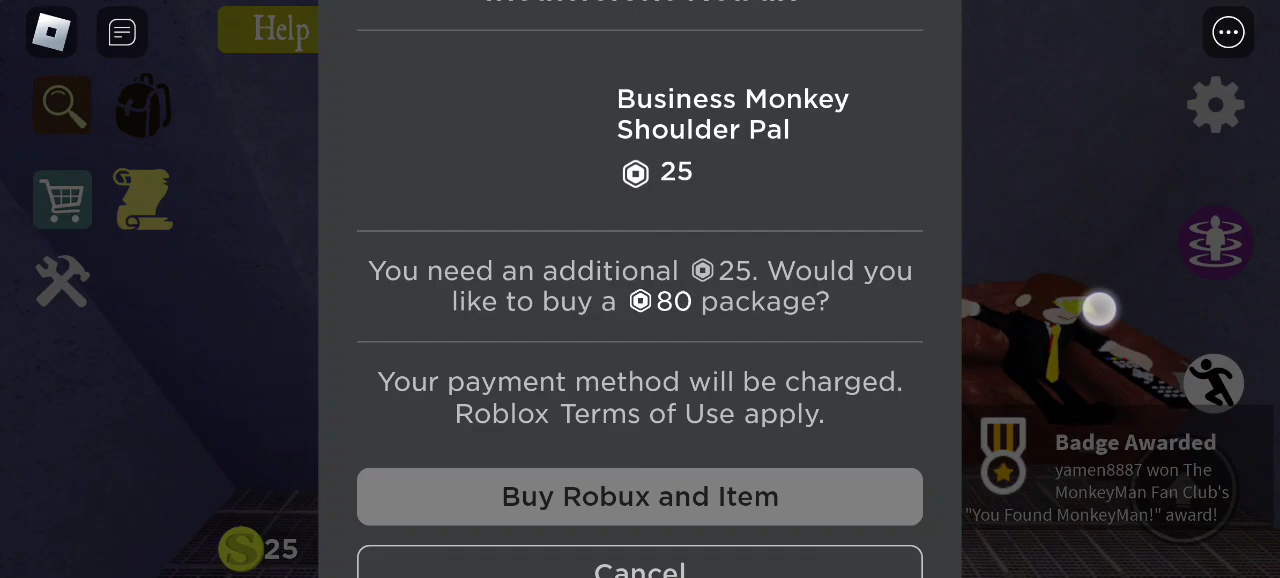 Help
Business Monkey
Shoulder Pal
25
You need an additional 25. Would you
like to buy a 80 package?
Your payment method will be charged.
Roblox Terms of Use apply.
Buy Robux and Item
Cancel
Badge Awarded
yamen8887 won The
MonkeyMan Fan Club's
"You Found MonkeyMan!" award!
S 25